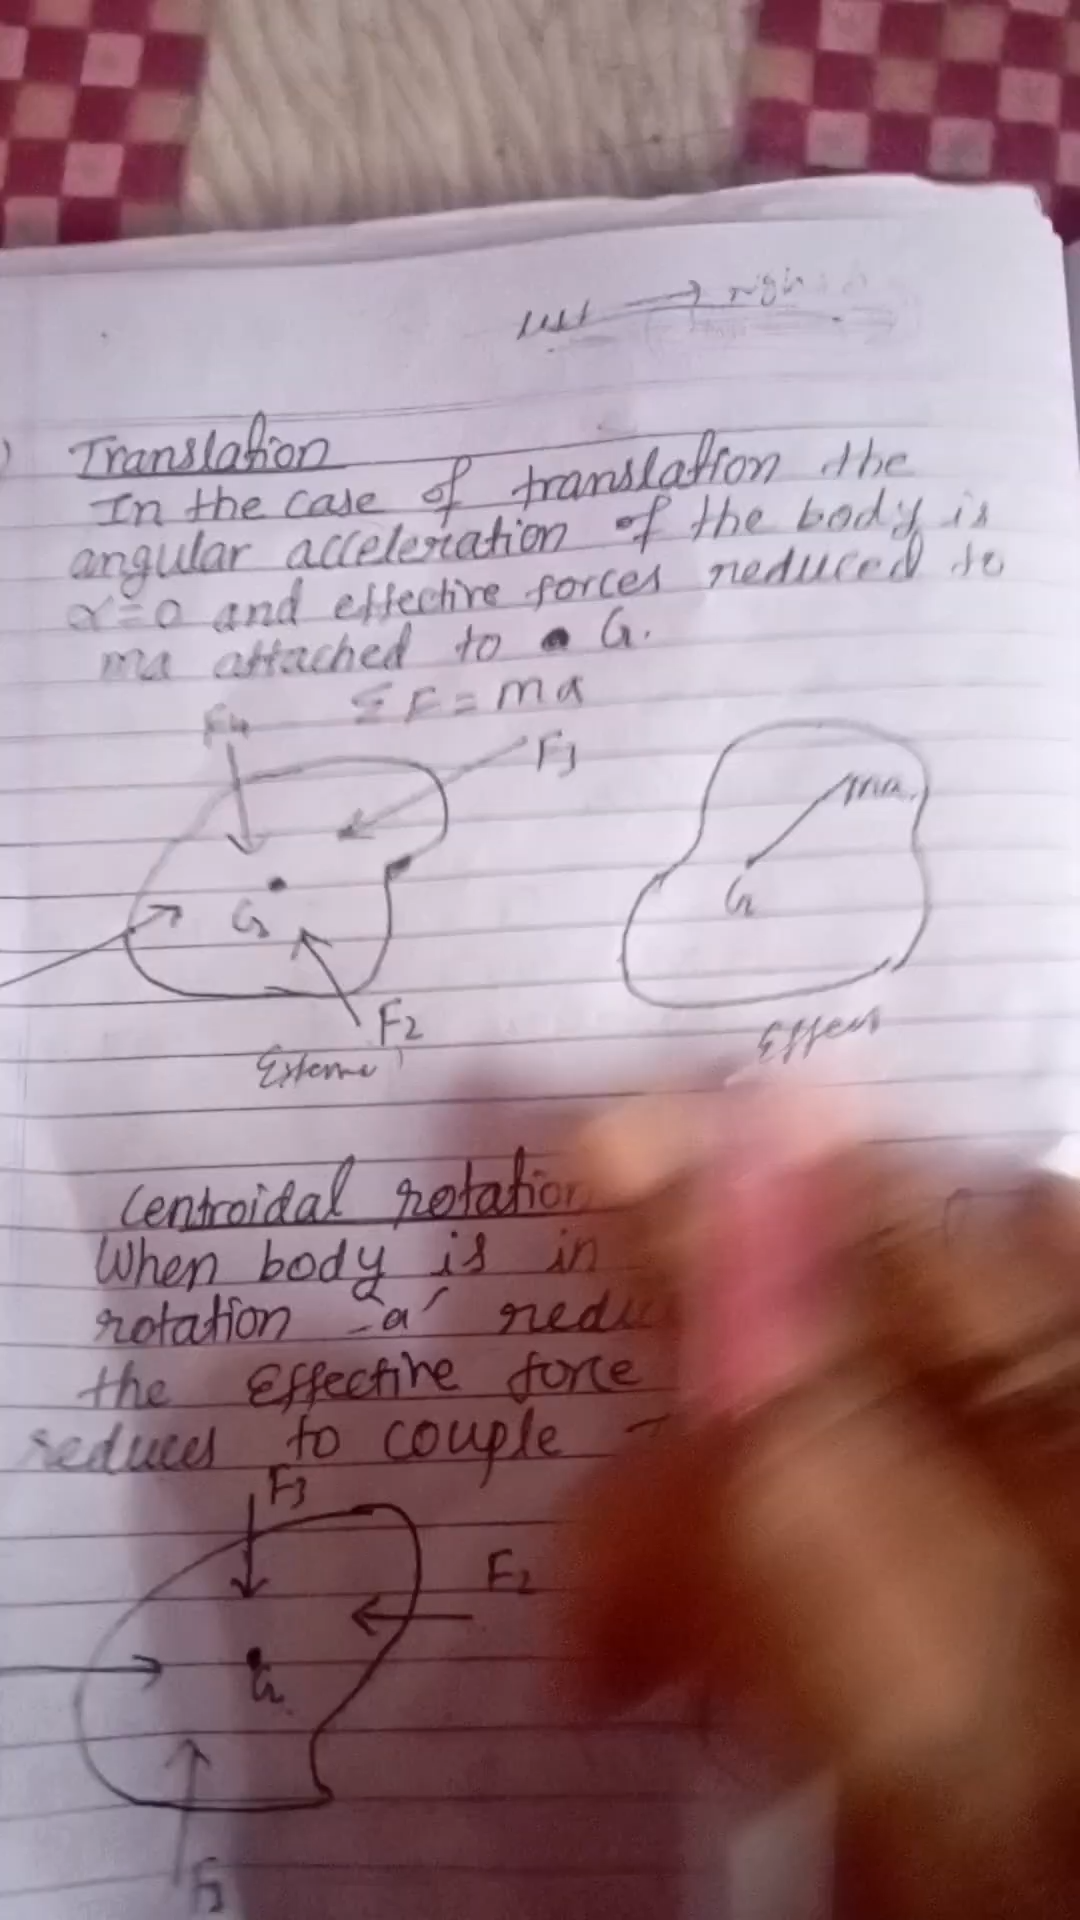 Translation
In the case of translation the
angular acceleration of the body is
α=0 and effective forces reduced to
ma attached to G.
ΣF = ma
F4
F3
ma
G
G
F2
Effect
Centroidal rotation
When body is in
rotation 'a'
the Effective force
reduces to couple
F3
F2
G